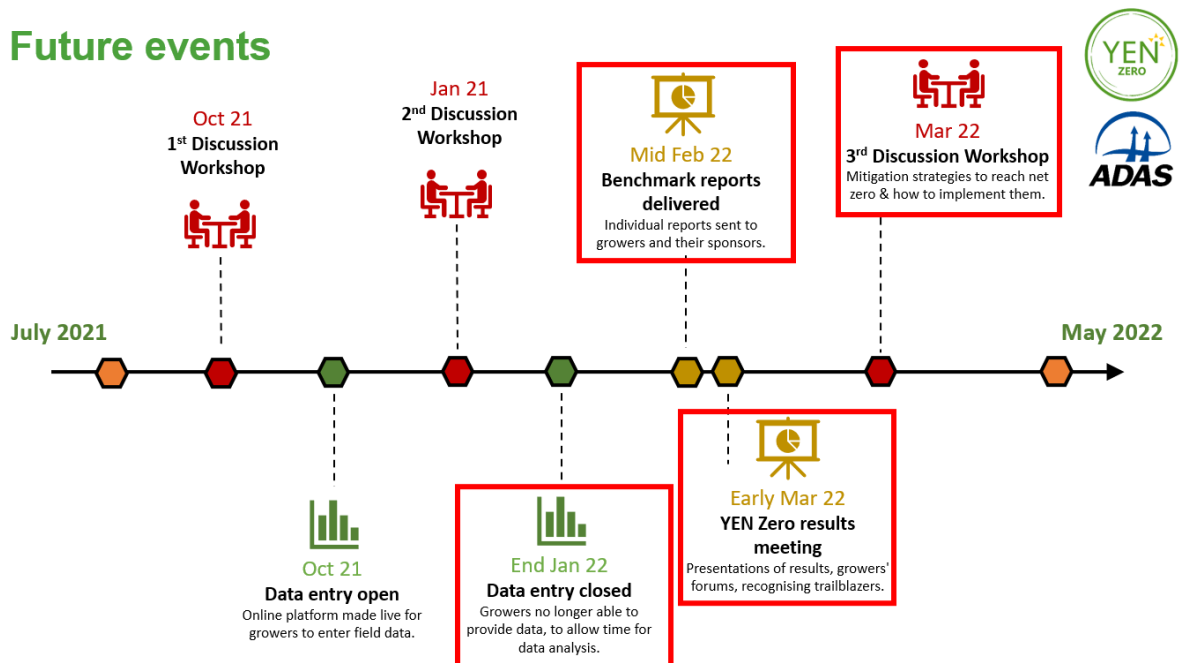 Future events
YEN
ZERO
ADAS
Oct 21
1st Discussion
Workshop
Jan 21
2nd Discussion
Workshop
Mid Feb 22
Benchmark reports
delivered
Individual reports sent to
growers and their sponsors.
Mar 22
3rd Discussion Workshop
Mitigation strategies to reach net
zero & how to implement them.
July 2021
May 2022
Oct 21
Data entry open
Online platform made live for
growers to enter field data.
End Jan 22
Data entry closed
Growers no longer able to
provide data, to allow time for
data analysis.
Early Mar 22
YEN Zero results
meeting
Presentations of results, growers'
forums, recognising trailblazers.